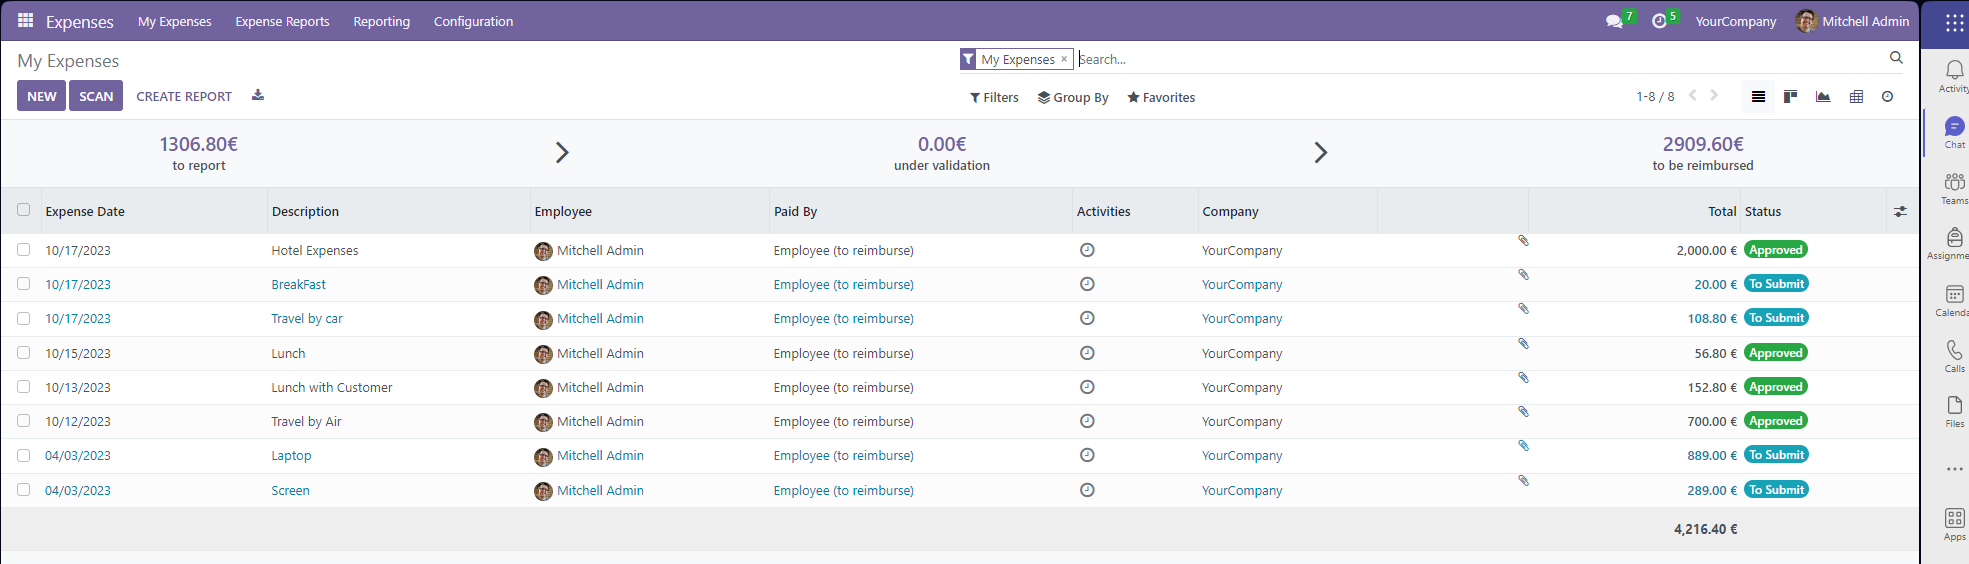 Expenses My Expenses Expense Reports Reporting Configuration 7 5 YourCompany Mitchell Admin
My Expenses
My Expenses × Search...
NEW SCAN CREATE REPORT
Filters Group By Favorites
1-8 / 8
1306.80€ 0.00€ 2909.60€
to report under validation to be reimbursed
Expense Date Description Employee Paid By Activities Company Total Status
10/17/2023 Hotel Expenses Mitchell Admin Employee (to reimburse) YourCompany 2,000.00 € Approved
10/17/2023 BreakFast Mitchell Admin Employee (to reimburse) YourCompany 20.00 € To Submit
10/17/2023 Travel by car Mitchell Admin Employee (to reimburse) YourCompany 108.80 € To Submit
10/15/2023 Lunch Mitchell Admin Employee (to reimburse) YourCompany 56.80 € Approved
10/13/2023 Lunch with Customer Mitchell Admin Employee (to reimburse) YourCompany 152.80 € Approved
10/12/2023 Travel by Air Mitchell Admin Employee (to reimburse) YourCompany 700.00 € Approved
04/03/2023 Laptop Mitchell Admin Employee (to reimburse) YourCompany 889.00 € To Submit
04/03/2023 Screen Mitchell Admin Employee (to reimburse) YourCompany 289.00 € To Submit
4,216.40 €
Activity
Chat
Teams
Assignme
Calenda
Calls
Files
Apps